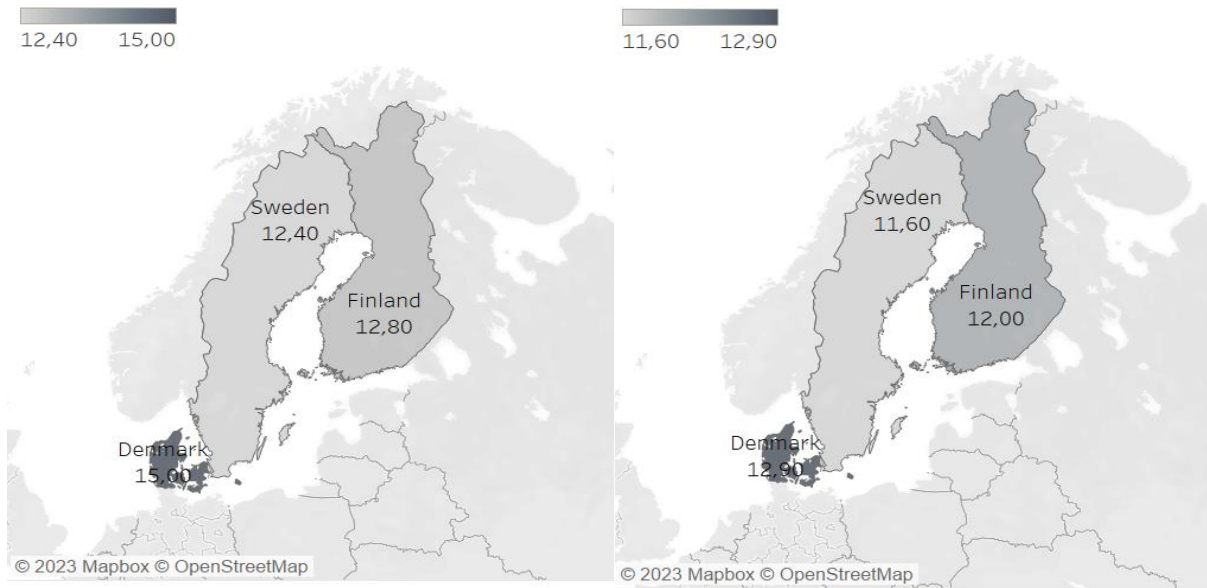 12,40 15,00
Sweden
12,40
Finland
12,80
Denmark
15,00
© 2023 Mapbox © OpenStreetMap
11,60 12,90
Sweden
11,60
Finland
12,00
Denmark
12,90
© 2023 Mapbox © OpenStreetMap